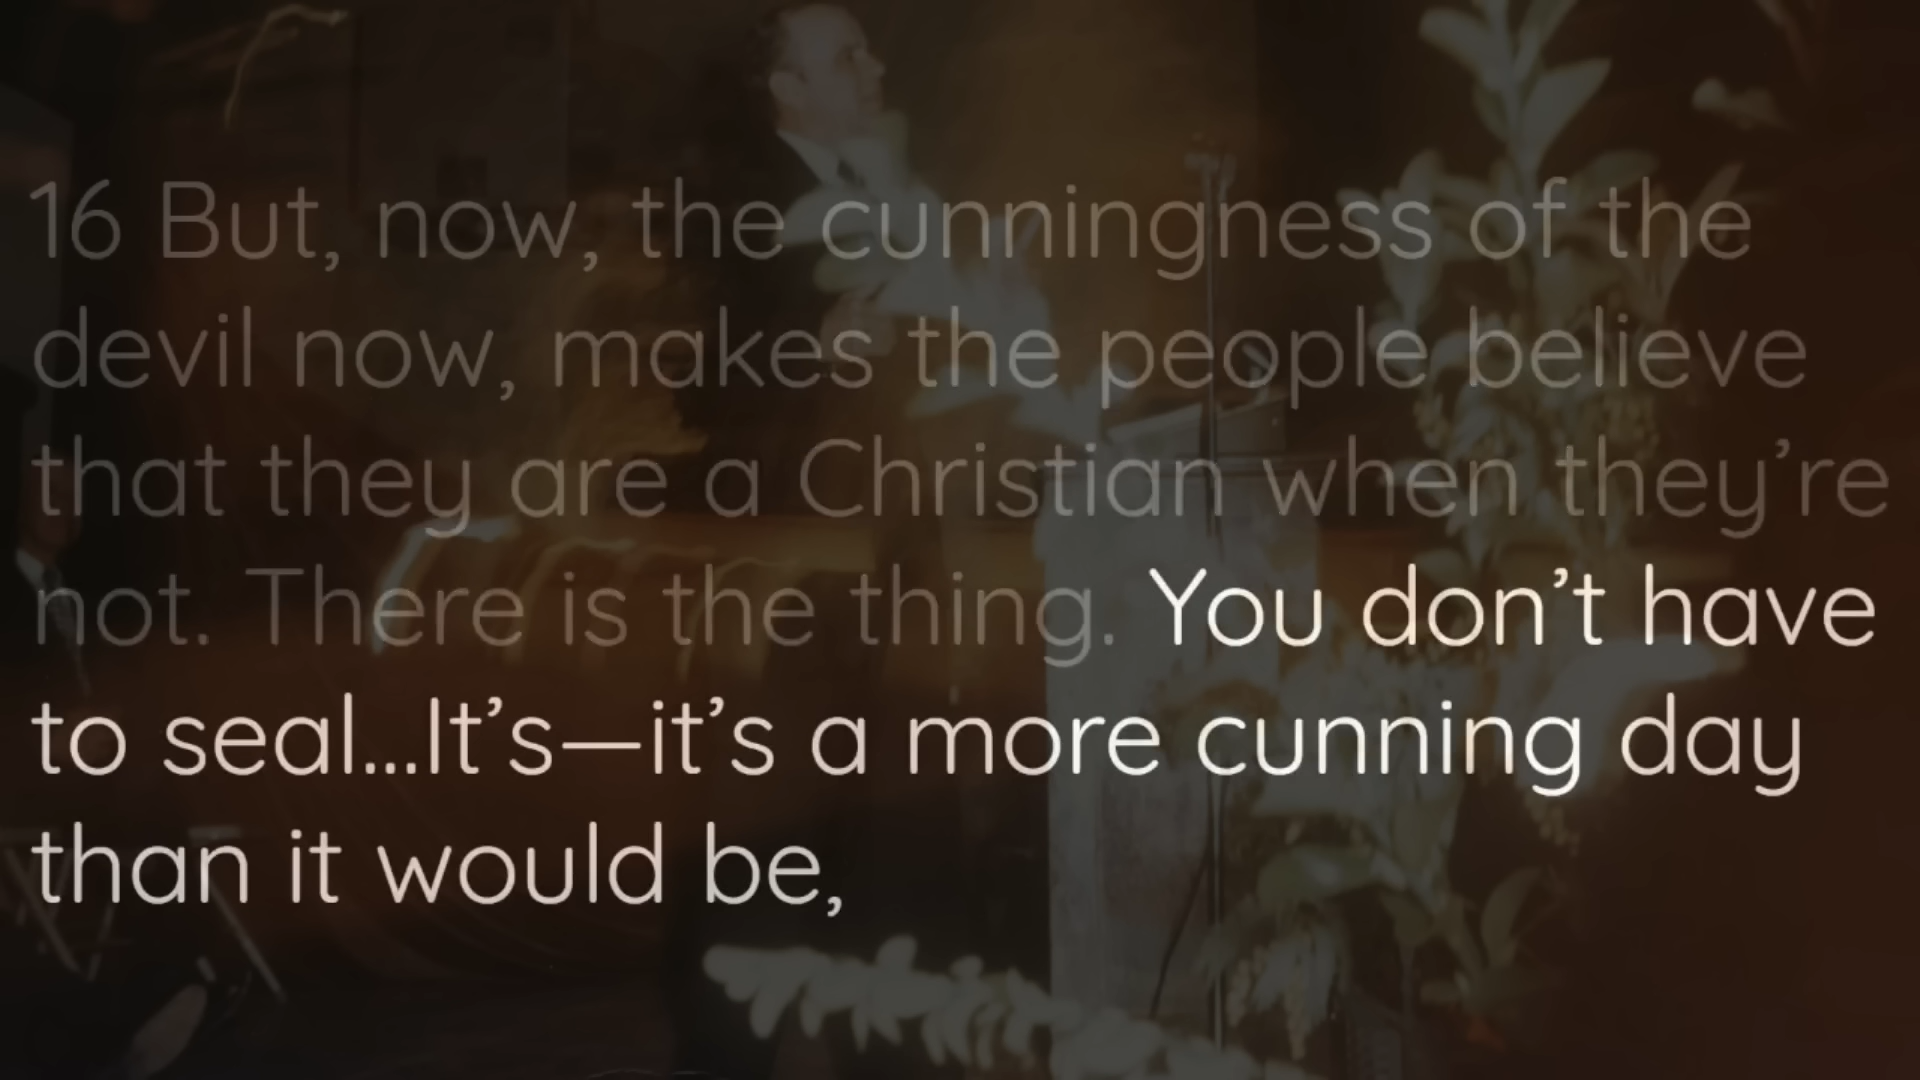 16 But, now, the cunningness of the
devil now, makes the people believe
that they are a Christian when they’re
not. There is the thing. You don’t have
to seal...It’s—it’s a more cunning day
than it would be,